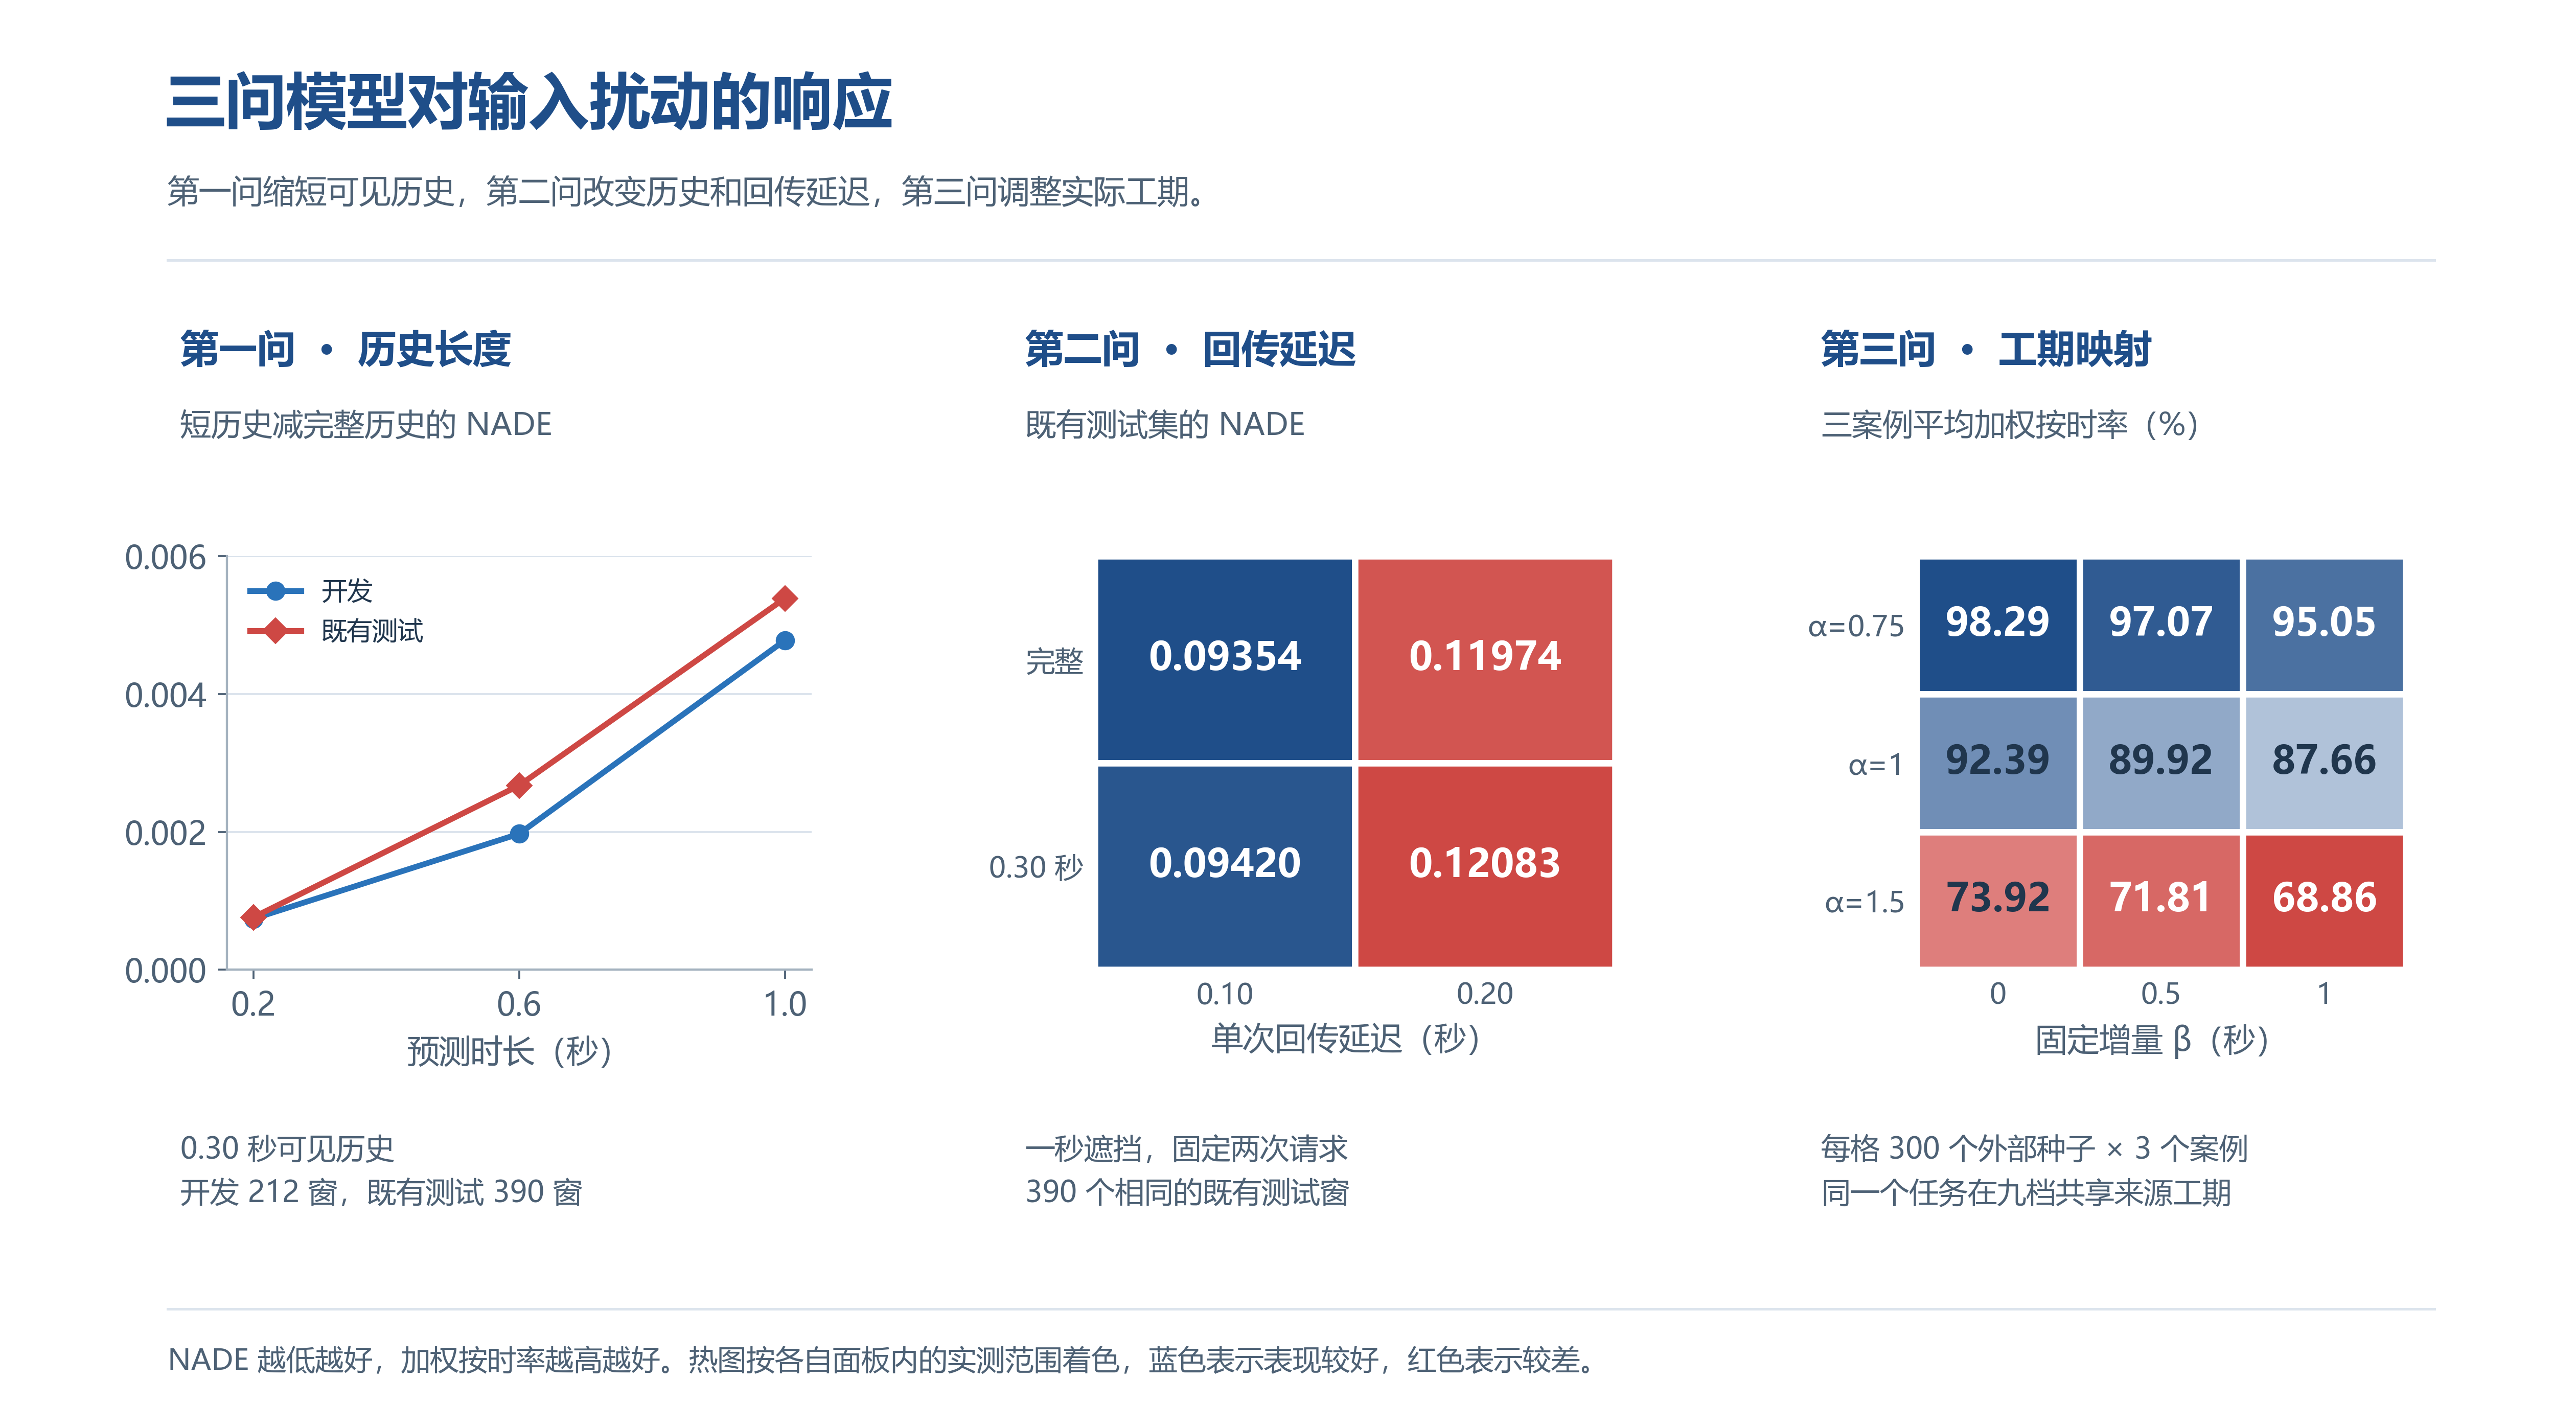 三问模型对输入扰动的响应
第一问缩短可见历史，第二问改变历史和回传延迟，第三问调整实际工期。
第一问 · 历史长度
短历史减完整历史的 NADE
0.006
0.004
0.002
0.000
开发
既有测试
0.2
0.6
1.0
预测时长（秒）
0.30 秒可见历史
开发 212 窗，既有测试 390 窗
第二问 · 回传延迟
既有测试集的 NADE
完整
0.09354
0.11974
0.30 秒
0.09420
0.12083
0.10
0.20
单次回传延迟（秒）
一秒遮挡，固定两次请求
390 个相同的既有测试窗
第三问 · 工期映射
三案例平均加权按时率（%）
α=0.75
98.29
97.07
95.05
α=1
92.39
89.92
87.66
α=1.5
73.92
71.81
68.86
0
0.5
1
固定增量 β（秒）
每格 300 个外部种子 × 3 个案例
同一个任务在九档共享来源工期
NADE 越低越好，加权按时率越高越好。热图按各自面板内的实测范围着色，蓝色表示表现较好，红色表示较差。